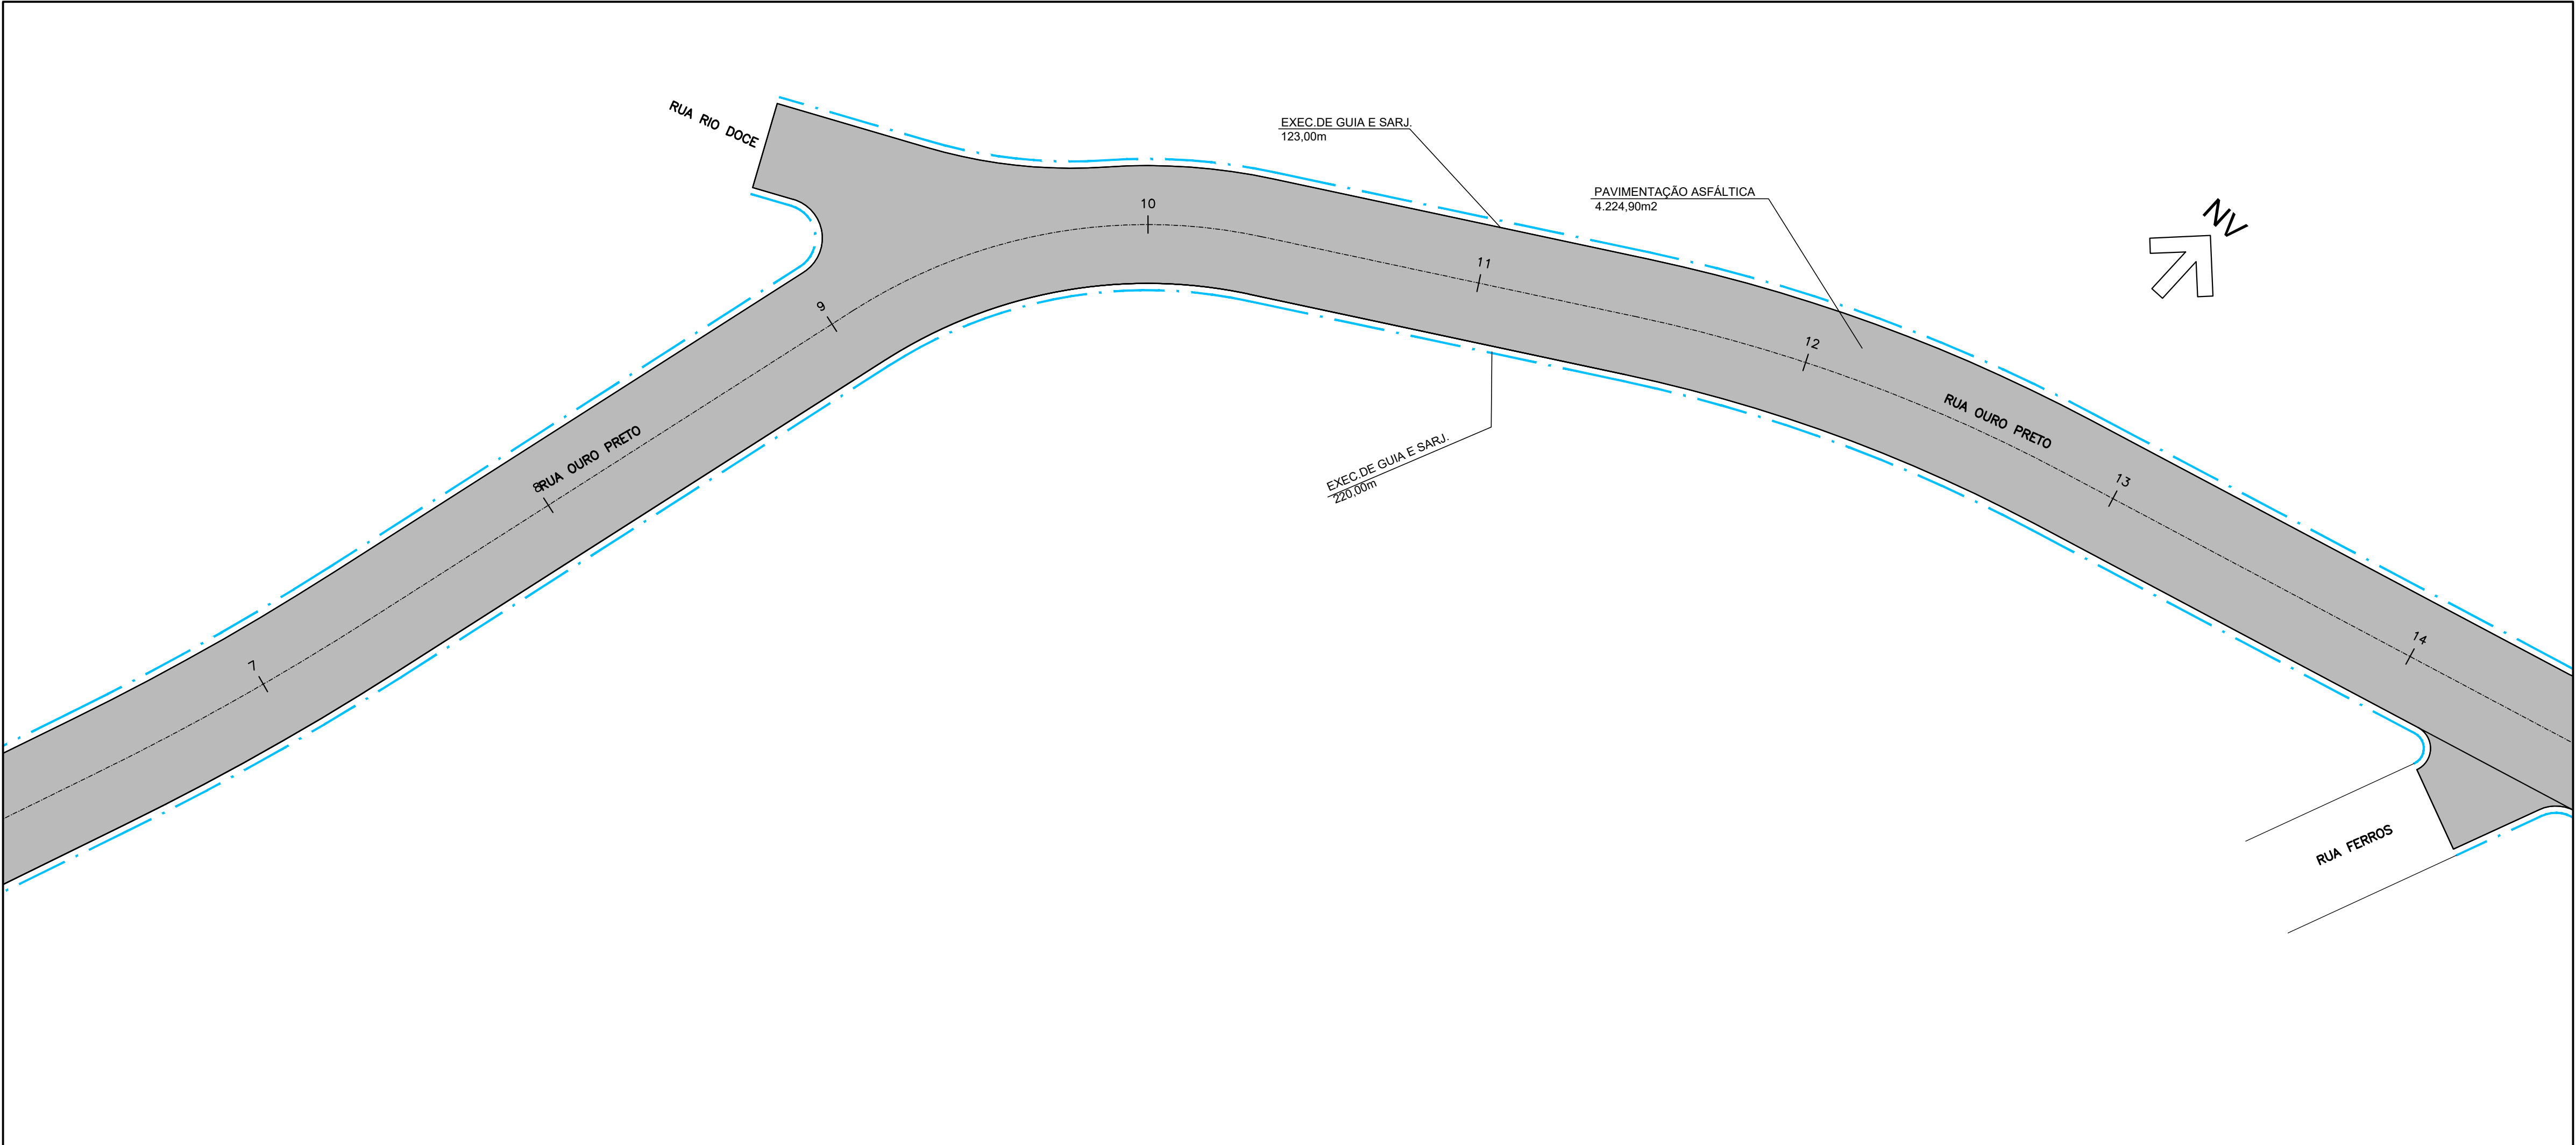 RUA RIO DOCE
EXEC.DE GUIA E SARJ.
123,00m
PAVIMENTAÇÃO ASFÁLTICA
4.224,90m2
NV
10
11
9
12
RUA OURO PRETO
8
RUA OURO PRETO
EXEC.DE GUIA E SARJ.
220,00m
13
14
7
RUA FERROS